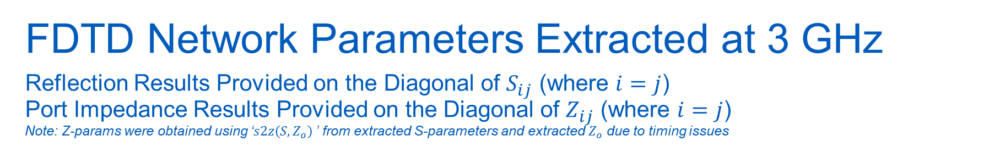 FDTD Network Parameters Extracted at 3 GHz
Reflection Results Provided on the Diagonal of S_{ij} (where i = j)
Port Impedance Results Provided on the Diagonal of Z_{ij} (where i = j)
Note: Z-params were obtained using ‘s2z(S, Z_o) ’ from extracted S-parameters and extracted Z_o due to timing issues